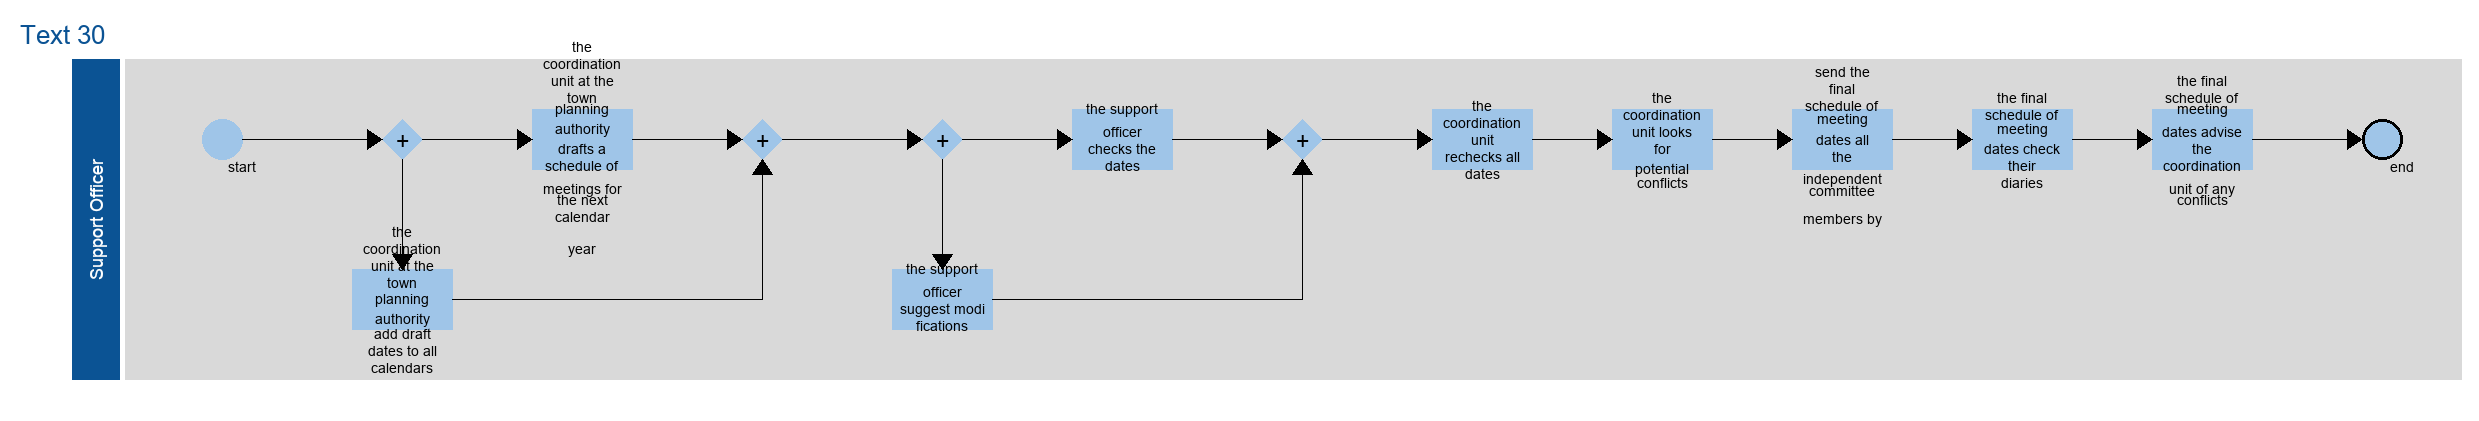 Text 30
Support Officer
start
+
the
coordination
unit at the
town
planning
authority
drafts a
schedule of
meetings for
the next
calendar
year
the
coordination
unit at the
town
planning
authority
add draft
dates to all
calendars
+
+
the support
officer
checks the
dates
the support
officer
suggest modi
fications
+
the
coordination
unit
rechecks all
dates
the
coordination
unit looks
for
potential
conflicts
send the
final
schedule of
meeting
dates all
the
independent
committee
members by
the final
schedule of
meeting
dates check
their
diaries
the final
schedule of
meeting
dates advise
the
coordination
unit of any
conflicts
end